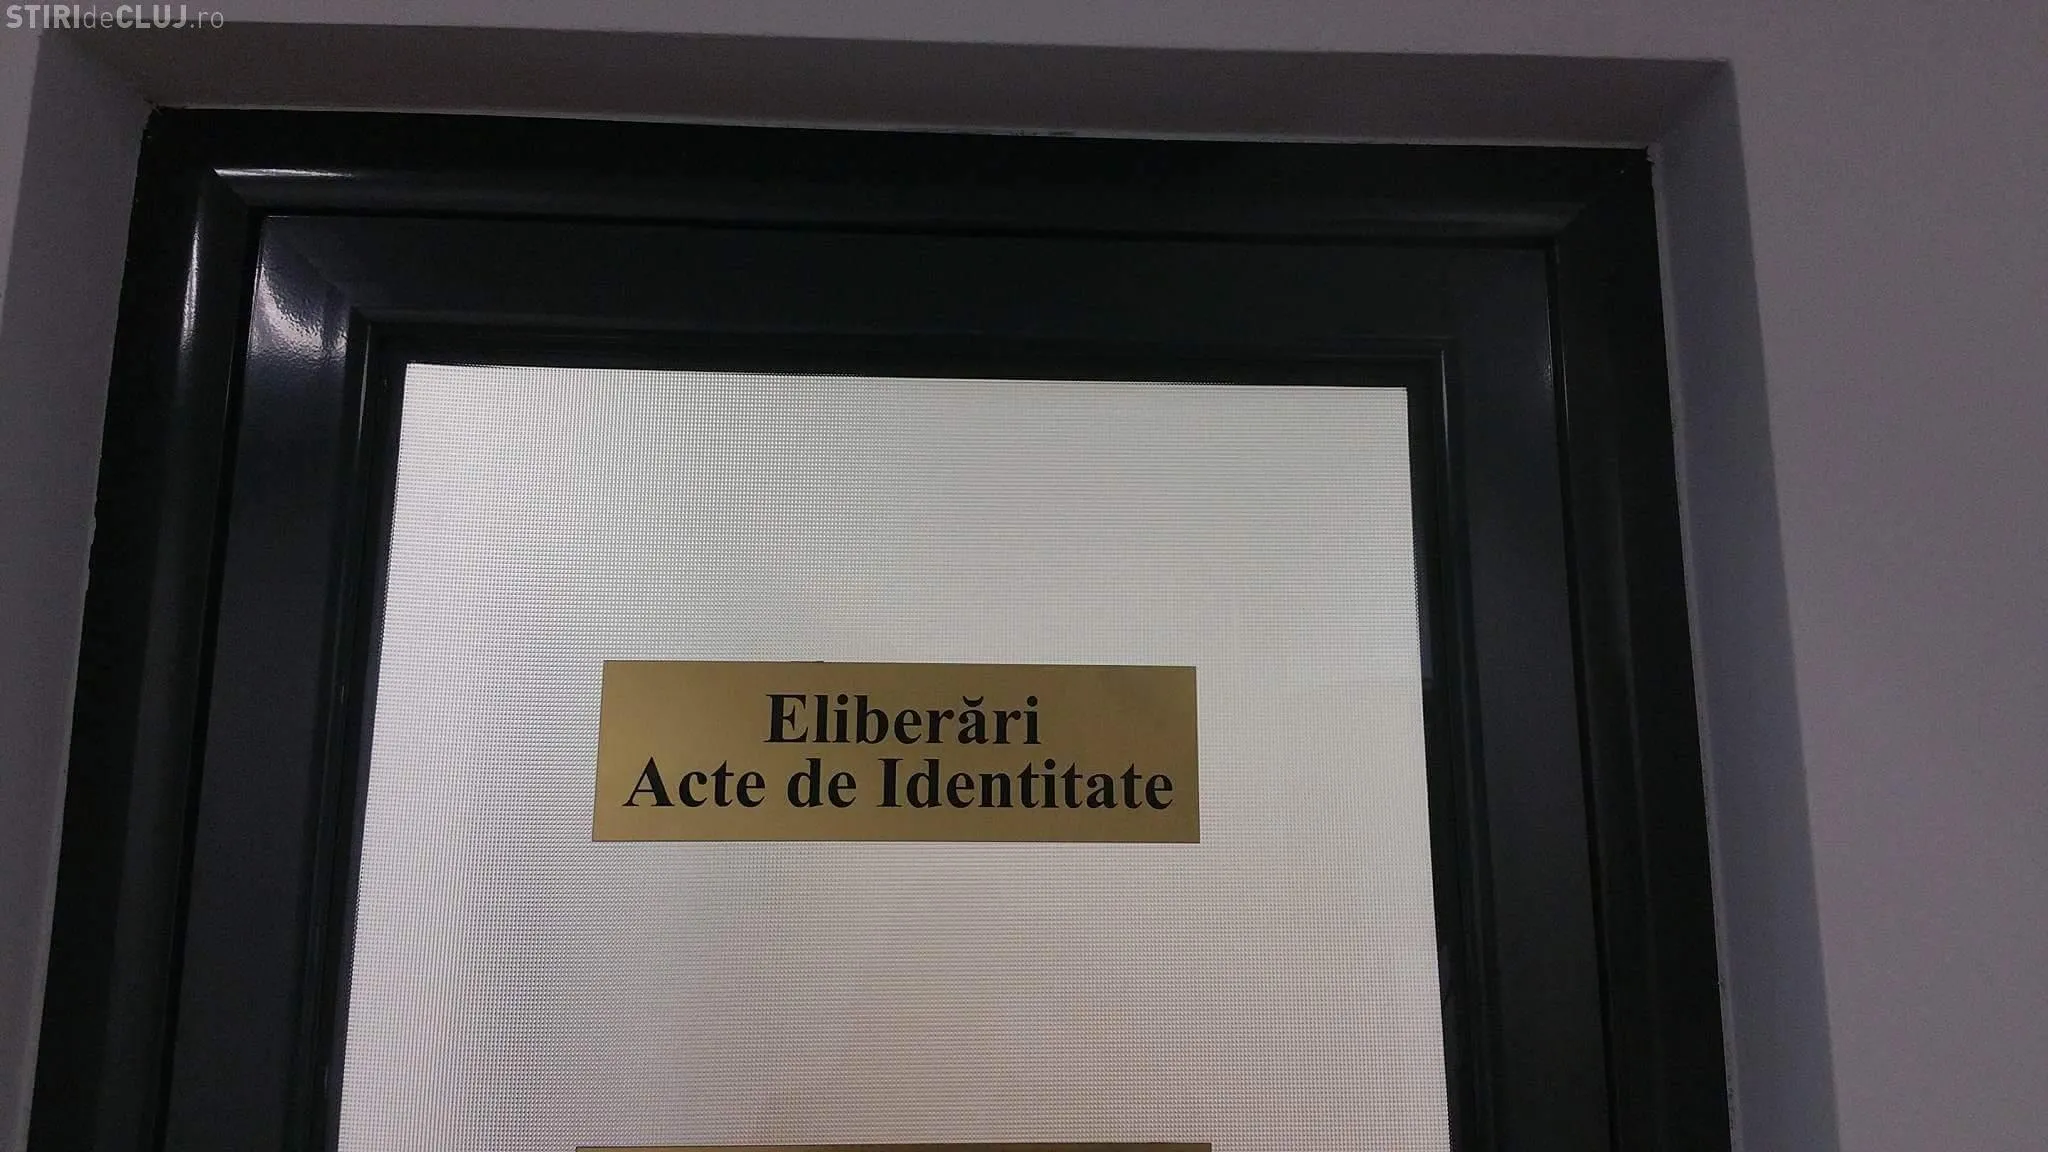 STIRIdeCLUJ.ro
Eliberări
Acte de Identitate